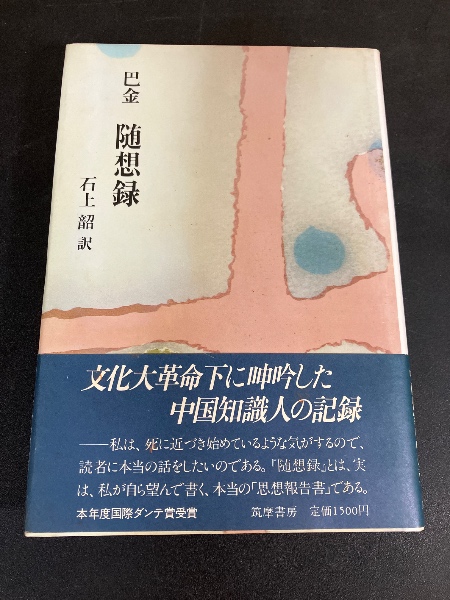 巴金 随想録
石上韶訳
文化大革命下に呻吟した
中国知識人の記録
――私は、死に近づき始めているような気がするので、
読者に本当の話をしたいのである。『随想録』とは、実
は、私が自ら望んで書く、本当の「思想報告書」である。
本年度国際ダンテ賞受賞 筑摩書房 定価1500円